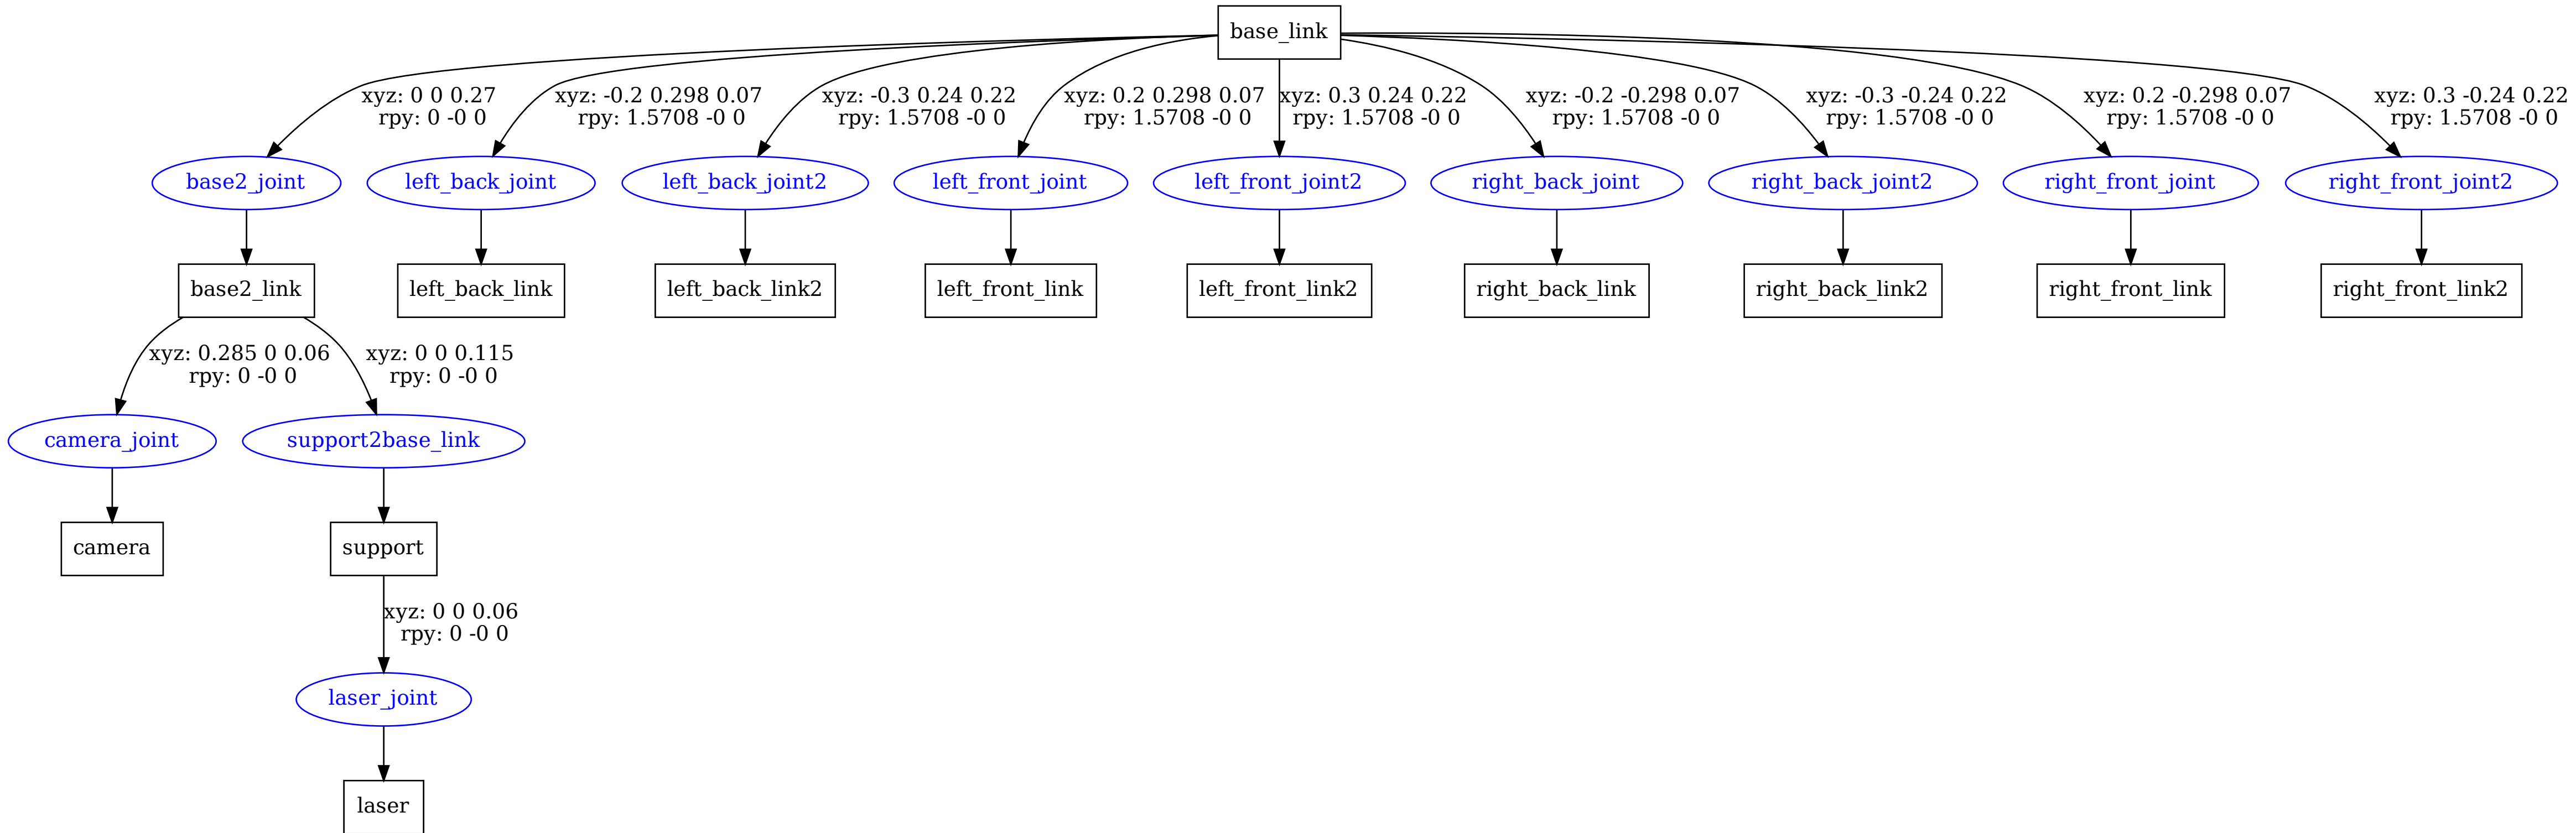 base_link
xyz: 0 0 0.27
rpy: 0 -0 0
xyz: -0.2 0.298 0.07
rpy: 1.5708 -0 0
xyz: -0.3 0.24 0.22
rpy: 1.5708 -0 0
xyz: 0.2 0.298 0.07
rpy: 1.5708 -0 0
xyz: 0.3 0.24 0.22
rpy: 1.5708 -0 0
xyz: -0.2 -0.298 0.07
rpy: 1.5708 -0 0
xyz: -0.3 -0.24 0.22
rpy: 1.5708 -0 0
xyz: 0.2 -0.298 0.07
rpy: 1.5708 -0 0
xyz: 0.3 -0.24 0.22
rpy: 1.5708 -0 0
base2_joint
left_back_joint
left_back_joint2
left_front_joint
left_front_joint2
right_back_joint
right_back_joint2
right_front_joint
right_front_joint2
base2_link
left_back_link
left_back_link2
left_front_link
left_front_link2
right_back_link
right_back_link2
right_front_link
right_front_link2
xyz: 0.285 0 0.06
rpy: 0 -0 0
xyz: 0 0 0.115
rpy: 0 -0 0
camera_joint
support2base_link
camera
support
xyz: 0 0 0.06
rpy: 0 -0 0
laser_joint
laser